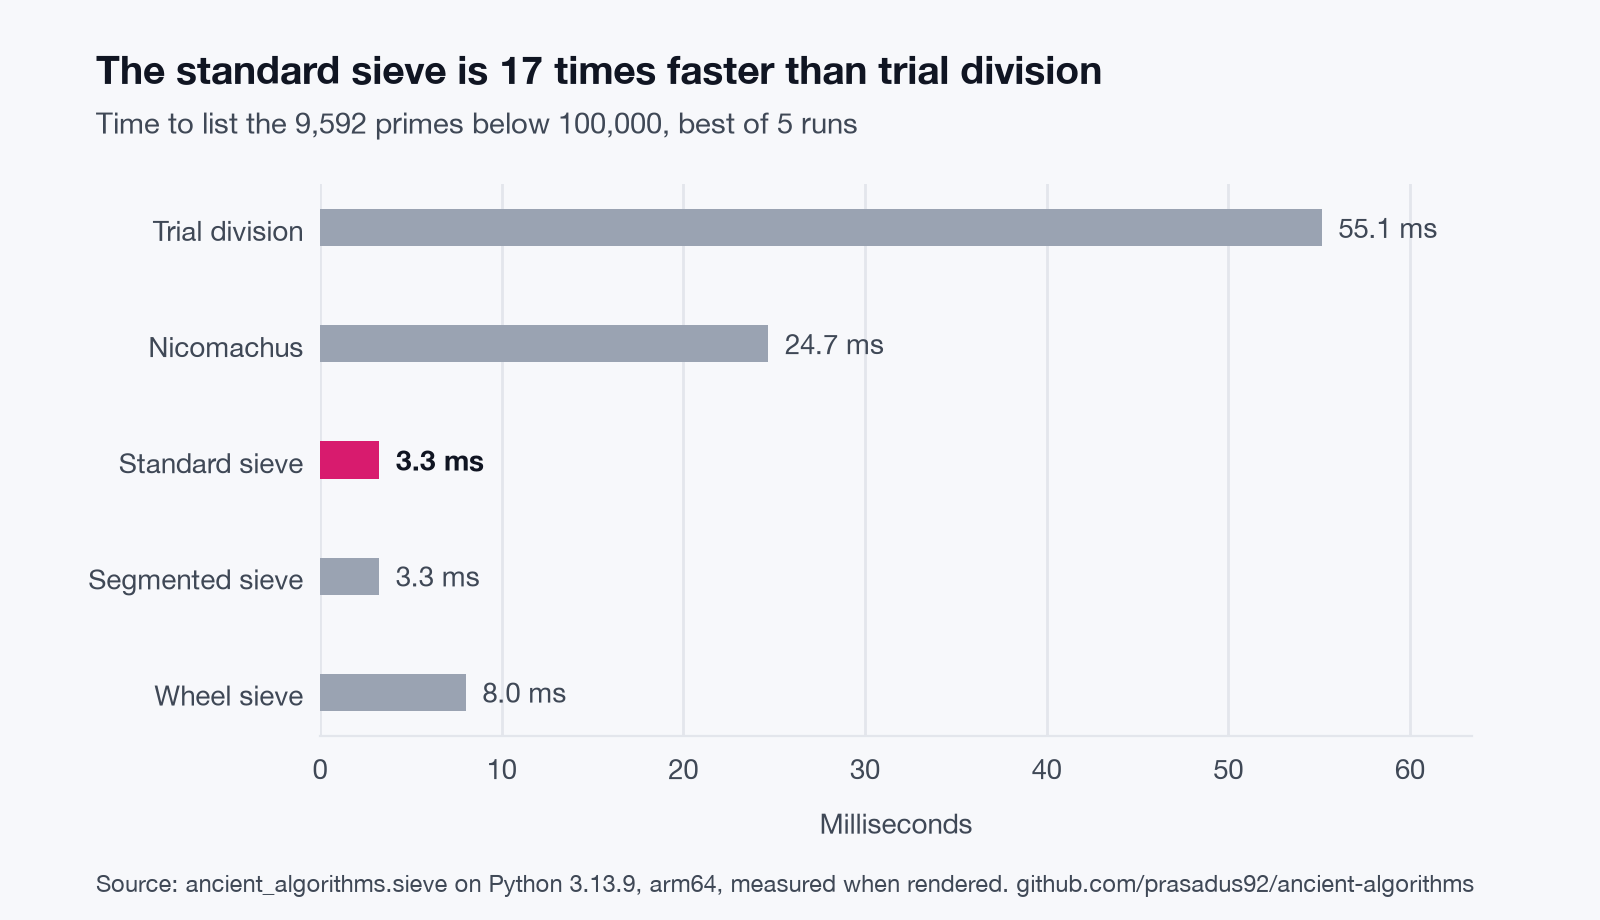 The standard sieve is 17 times faster than trial division
Time to list the 9,592 primes below 100,000, best of 5 runs
Trial division 55.1 ms
Nicomachus 24.7 ms
Standard sieve 3.3 ms
Segmented sieve 3.3 ms
Wheel sieve 8.0 ms
0 10 20 30 40 50 60
Milliseconds
Source: ancient_algorithms.sieve on Python 3.13.9, arm64, measured when rendered. github.com/prasadus92/ancient-algorithms